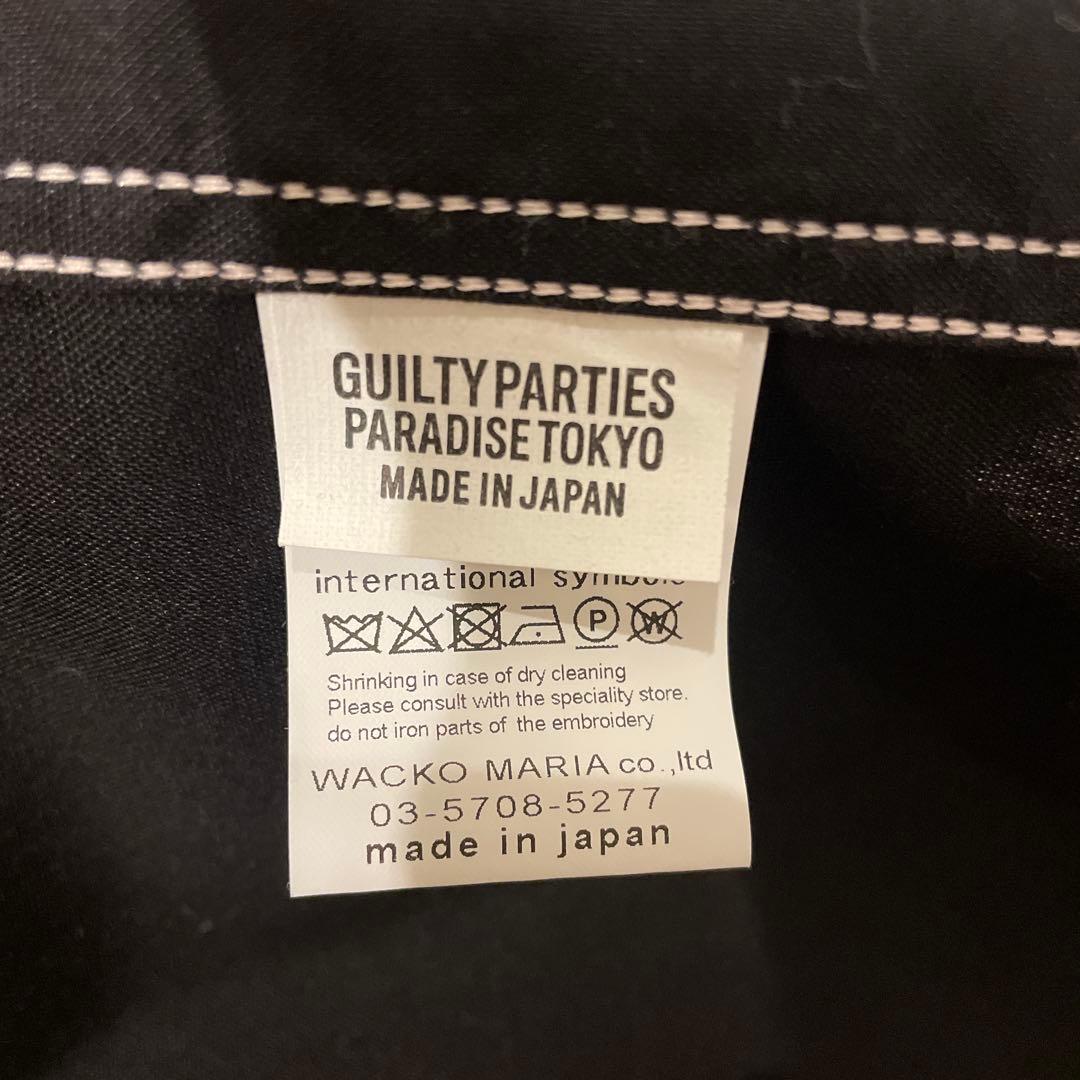 GUILTY PARTIES
PARADISE TOKYO
MADE IN JAPAN
international
P W
Shrinking in case of dry cleaning
Please consult with the speciality store.
do not iron parts of the embroidery
WACKO MARIA co.,ltd
03-5708-5277
made in japan